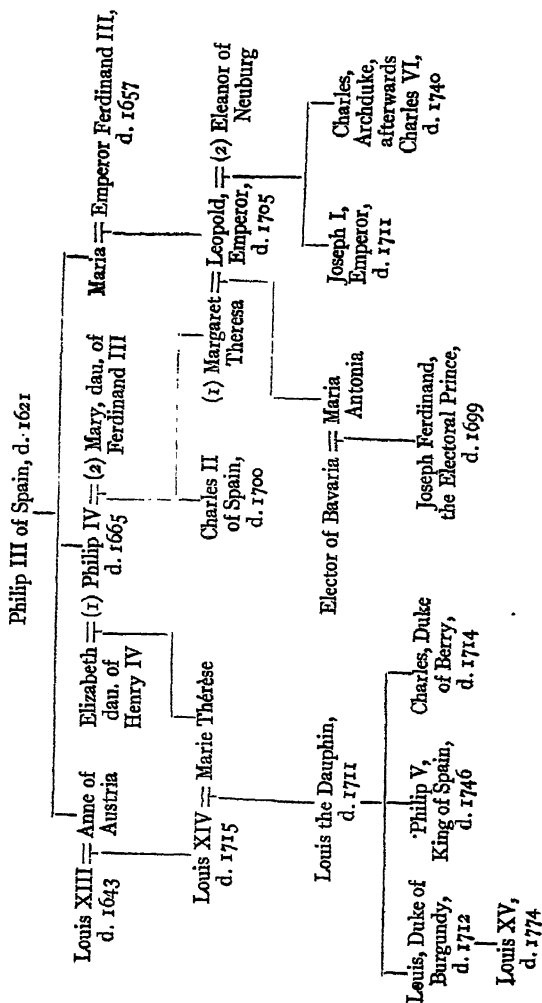 Philip III of Spain, d. 1621
Louis XIII = Anne of
d. 1643
Austria
Elizabeth = (1) Philip IV = (2) Mary, dau. of
dau. of
Henry IV
d. 1665
Ferdinand III
Maria = Emperor Ferdinand III,
d. 1657
Louis XIV = Marie Thérèse
d. 1715
Charles II
of Spain,
d. 1700
(1) Margaret = Leopold, = (2) Eleanor of
Theresa
Emperor,
d. 1705
Neuburg
Louis the Dauphin,
d. 1711
Elector of Bavaria = Maria
Antonia
Joseph I,
Emperor,
d. 1711
Charles,
Archduke,
afterwards
Charles VI,
d. 1740
Louis, Duke of
Burgundy,
d. 1712
Philip V,
King of Spain,
d. 1746
Charles, Duke
of Berry,
d. 1714
Joseph Ferdinand,
the Electoral Prince,
d. 1699
Louis XV,
d. 1774